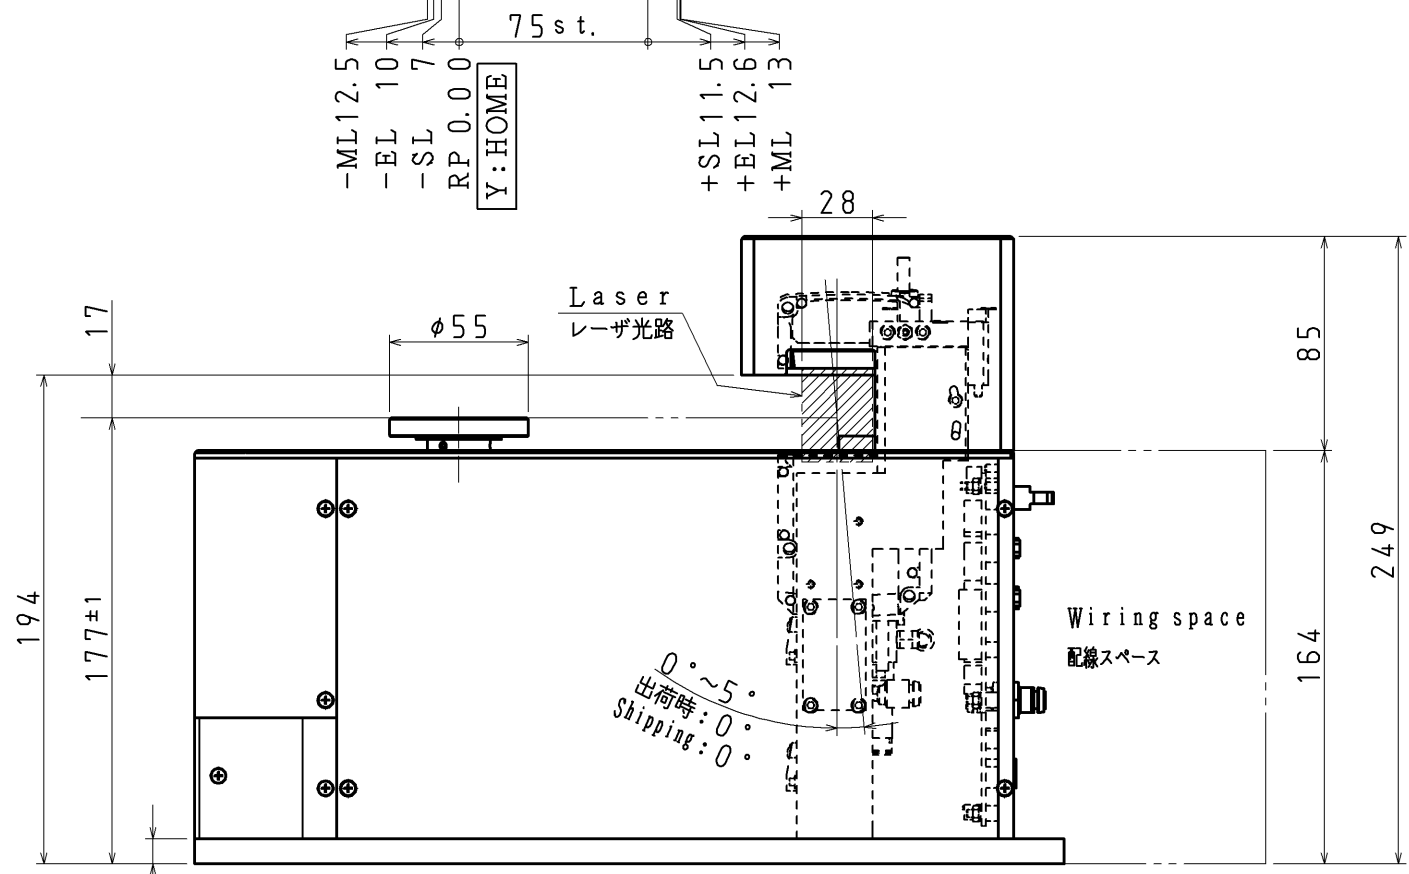 75st.
-ML12.5
-EL 10
-SL 7
RP 0.00
Y:HOME
+SL11.5
+EL12.6
+ML 13
28
Laser
レーザ光路
17
φ55
85
249
194
177±1
Wiring space
配線スペース
164
0°～5°
出荷時:0°
Shipping:0°